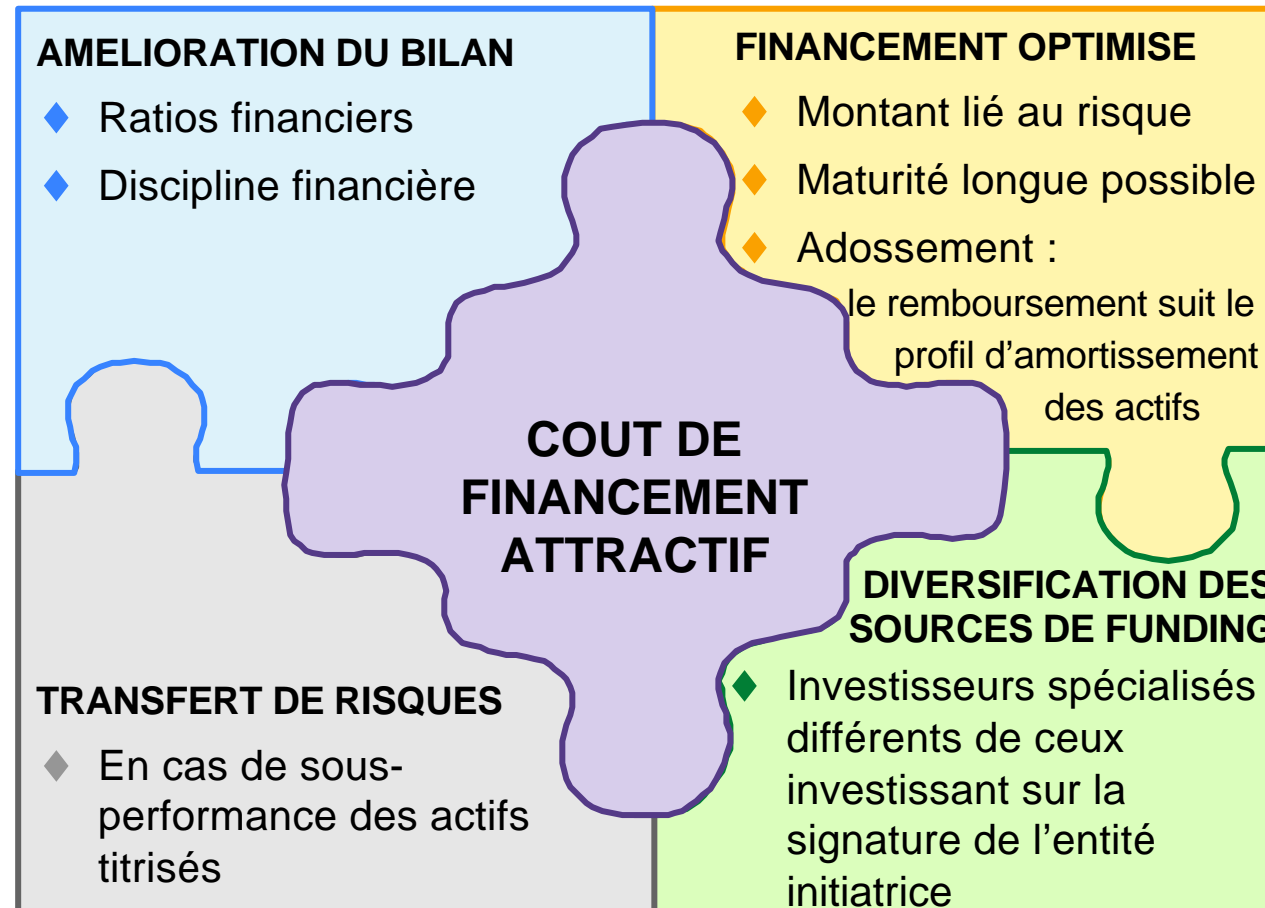 AMELIORATION DU BILAN
Ratios financiers
Discipline financière
FINANCEMENT OPTIMISE
Montant lié au risque
Maturité longue possible
Adossement :
le remboursement suit le
profil d’amortissement
des actifs
COUT DE
FINANCEMENT
ATTRACTIF
TRANSFERT DE RISQUES
En cas de sous-
performance des actifs
titrisés
DIVERSIFICATION DES
SOURCES DE FUNDING
Investisseurs spécialisés
différents de ceux
investissant sur la
signature de l’entité
initiatrice